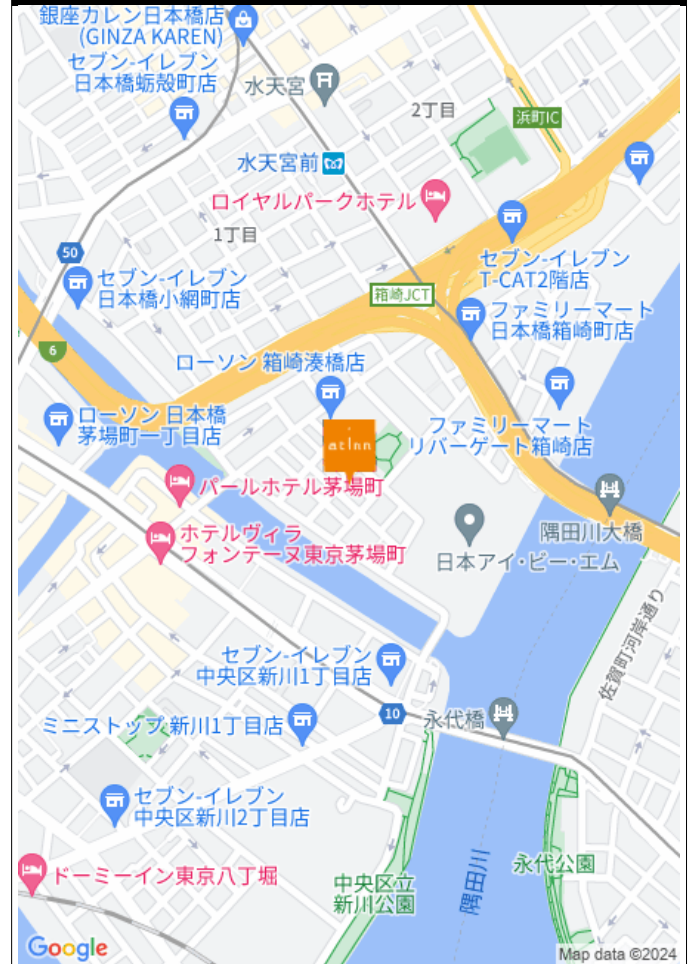 銀座カレン日本橋店
(GINZA KAREN)
セブン-イレブン
日本橋蛎殻町店
水天宮
2丁目
浜町IC
水天宮前
ロイヤルパークホテル
1丁目
50
セブン-イレブン
日本橋小網町店
セブン-イレブン
T-CAT2階店
箱崎JCT
ファミリーマート
日本橋箱崎町店
6
ローソン 箱崎湊橋店
ローソン 日本橋
茅場町一丁目店
atinn
ファミリーマート
リバーゲート箱崎店
パールホテル茅場町
ホテルヴィラ
フォンテーヌ東京茅場町
隅田川大橋
日本アイ・ビー・エム
佐賀町河岸通り
セブン-イレブン
中央区新川1丁目店
10
永代橋
ミニストップ 新川1丁目店
セブン-イレブン
中央区新川2丁目店
ドーミーイン東京八丁堀
中央区立
新川公園
隅田川
永代公園
Google
Map data ©2024